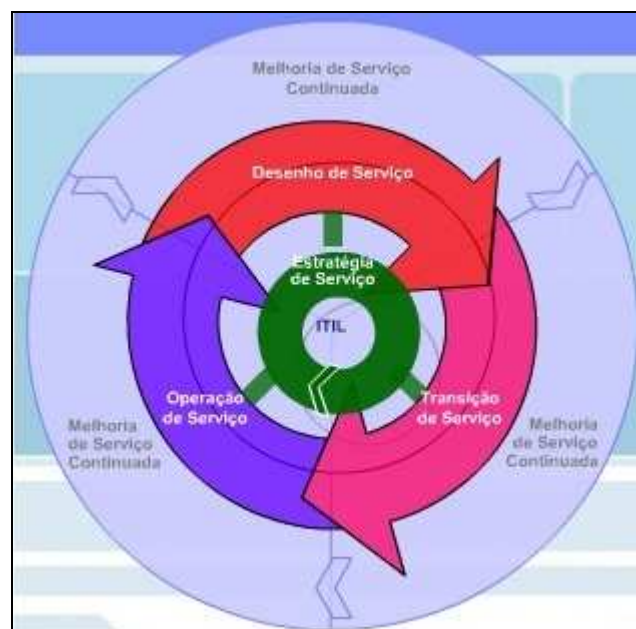 Melhoria de Serviço
Continuada
Desenho de Serviço
Estratégia
de Serviço
ITIL
Operação
de Serviço
Transição
de Serviço
Melhoria
de Serviço
Continuada
Melhoria
de Serviço
Continuada